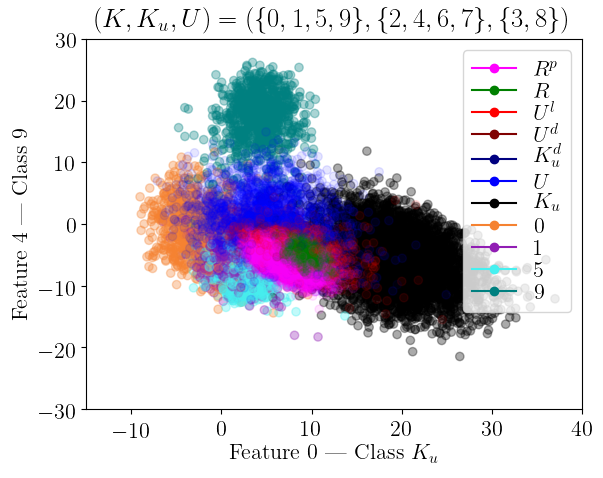 (K, K_u, U) = ({0, 1, 5, 9}, {2, 4, 6, 7}, {3, 8})
30
20
10
0
−10
−20
−30
Feature 4 — Class 9
−10
0
10
20
30
40
Feature 0 — Class K_u
R^p
R
U^l
U^d
K_u^d
U
K_u
0
1
5
9